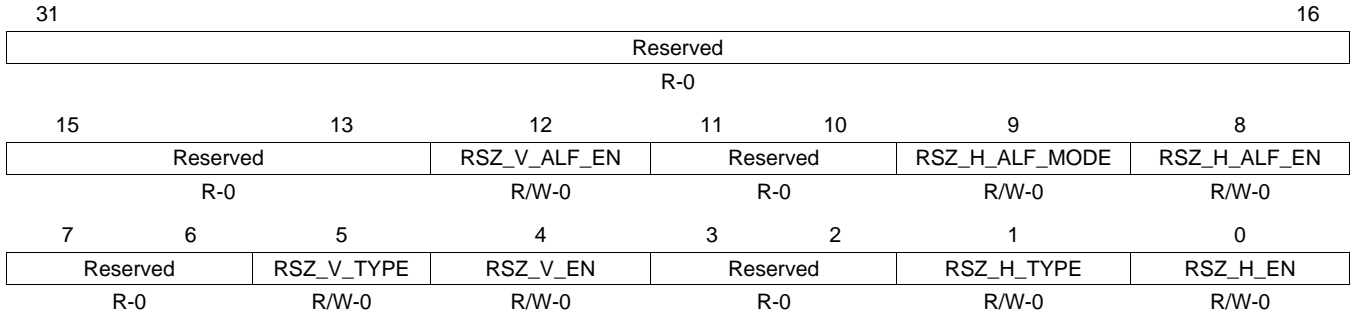 31 16
Reserved
R-0
15 13 12 11 10 9 8
Reserved RSZ_V_ALF_EN Reserved RSZ_H_ALF_MODE RSZ_H_ALF_EN
R-0 R/W-0 R-0 R/W-0 R/W-0
7 6 5 4 3 2 1 0
Reserved RSZ_V_TYPE RSZ_V_EN Reserved RSZ_H_TYPE RSZ_H_EN
R-0 R/W-0 R/W-0 R-0 R/W-0 R/W-0